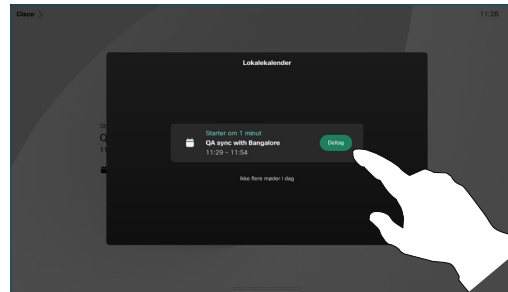 Cisco
11:28
Lokalekalender
Starter om 1 minut
QA sync with Bangalore
11:29 - 11:54
Deltag
Ikke flere møder i dag